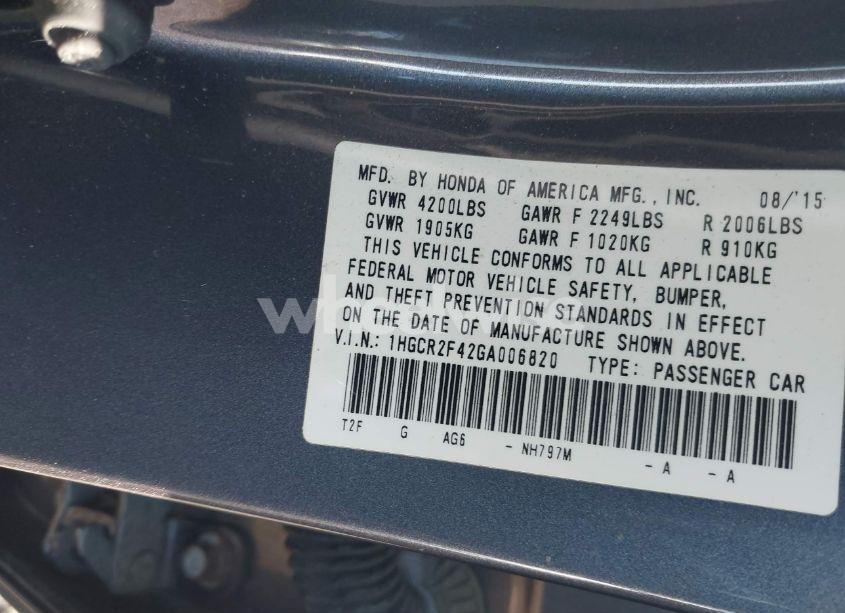 MFD. BY HONDA OF AMERICA MFG., INC. 08/'15
GVWR 4200LBS GAWR F 2249LBS R 2006LBS
GVWR 1905KG GAWR F 1020KG R 910KG
THIS VEHICLE CONFORMS TO ALL APPLICABLE
FEDERAL MOTOR VEHICLE SAFETY, BUMPER,
AND THEFT PREVENTION STANDARDS IN EFFECT
ON THE DATE OF MANUFACTURE SHOWN ABOVE.
V.I.N.: 1HGCR2F42GA006820 TYPE: PASSENGER CAR
T2F G AG6 - NH797M - A - A